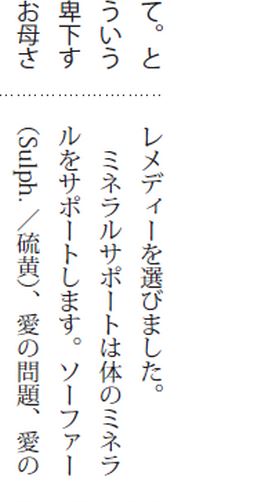 て。と
ういう
卑下す
お母さ
レメディーを選びました。
ミネラルサポートは体のミネラ
ルをサポートします。ソーファー
（Sulph.／硫黄）、愛の問題、愛の